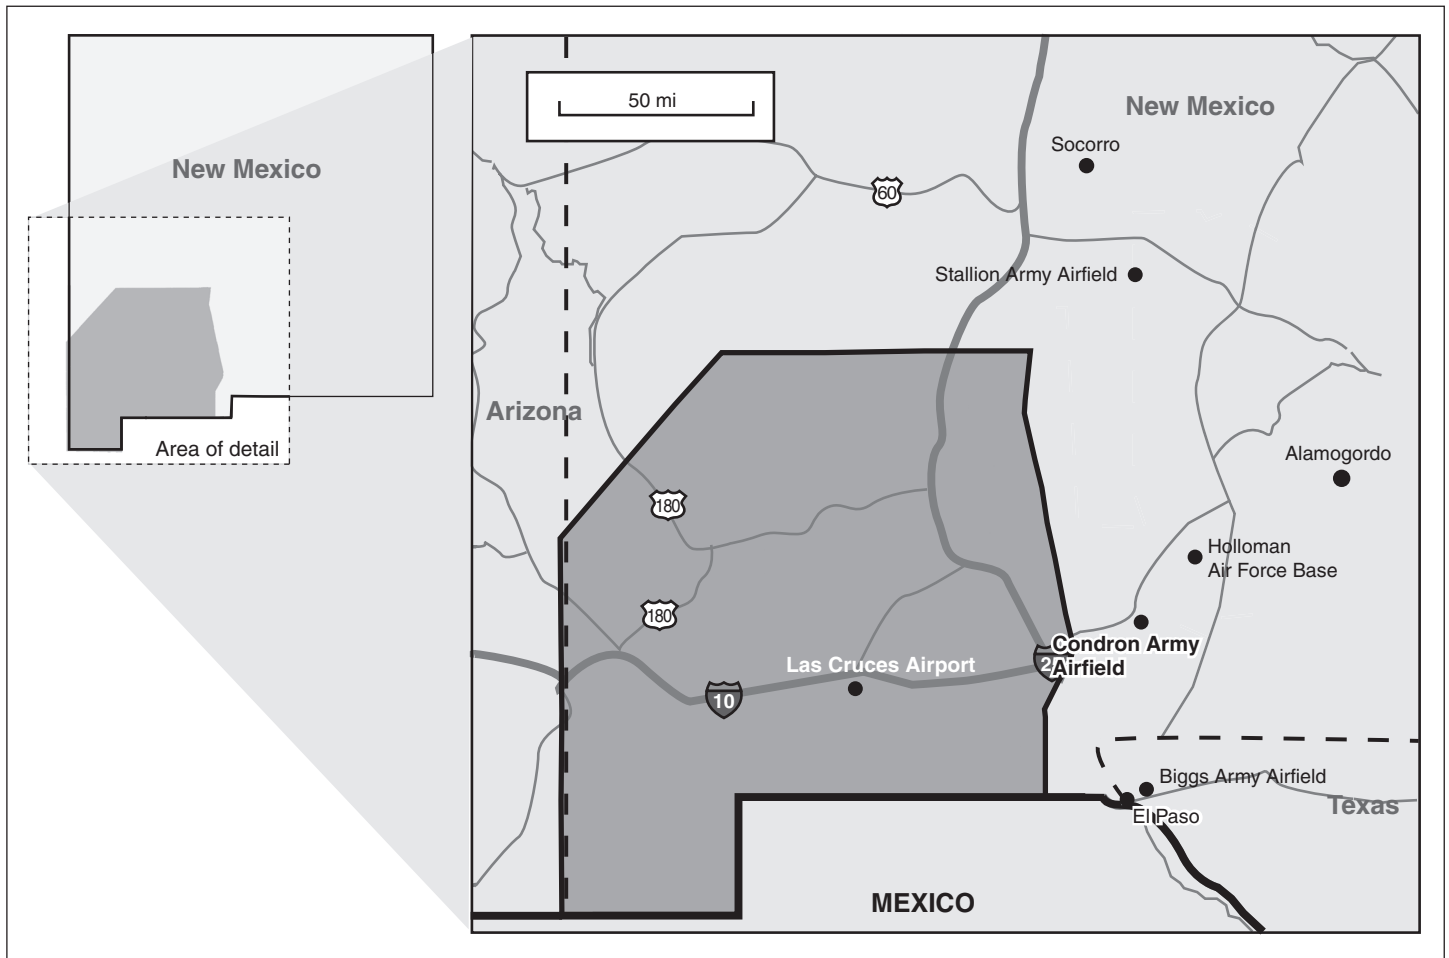 New Mexico
Area of detail
50 mi
New Mexico
Socorro
60
Stallion Army Airfield
Arizona
Alamogordo
180
Holloman
Air Force Base
180
Condron Army
Airfield
Las Cruces Airport
10
Biggs Army Airfield
Texas
El Paso
MEXICO